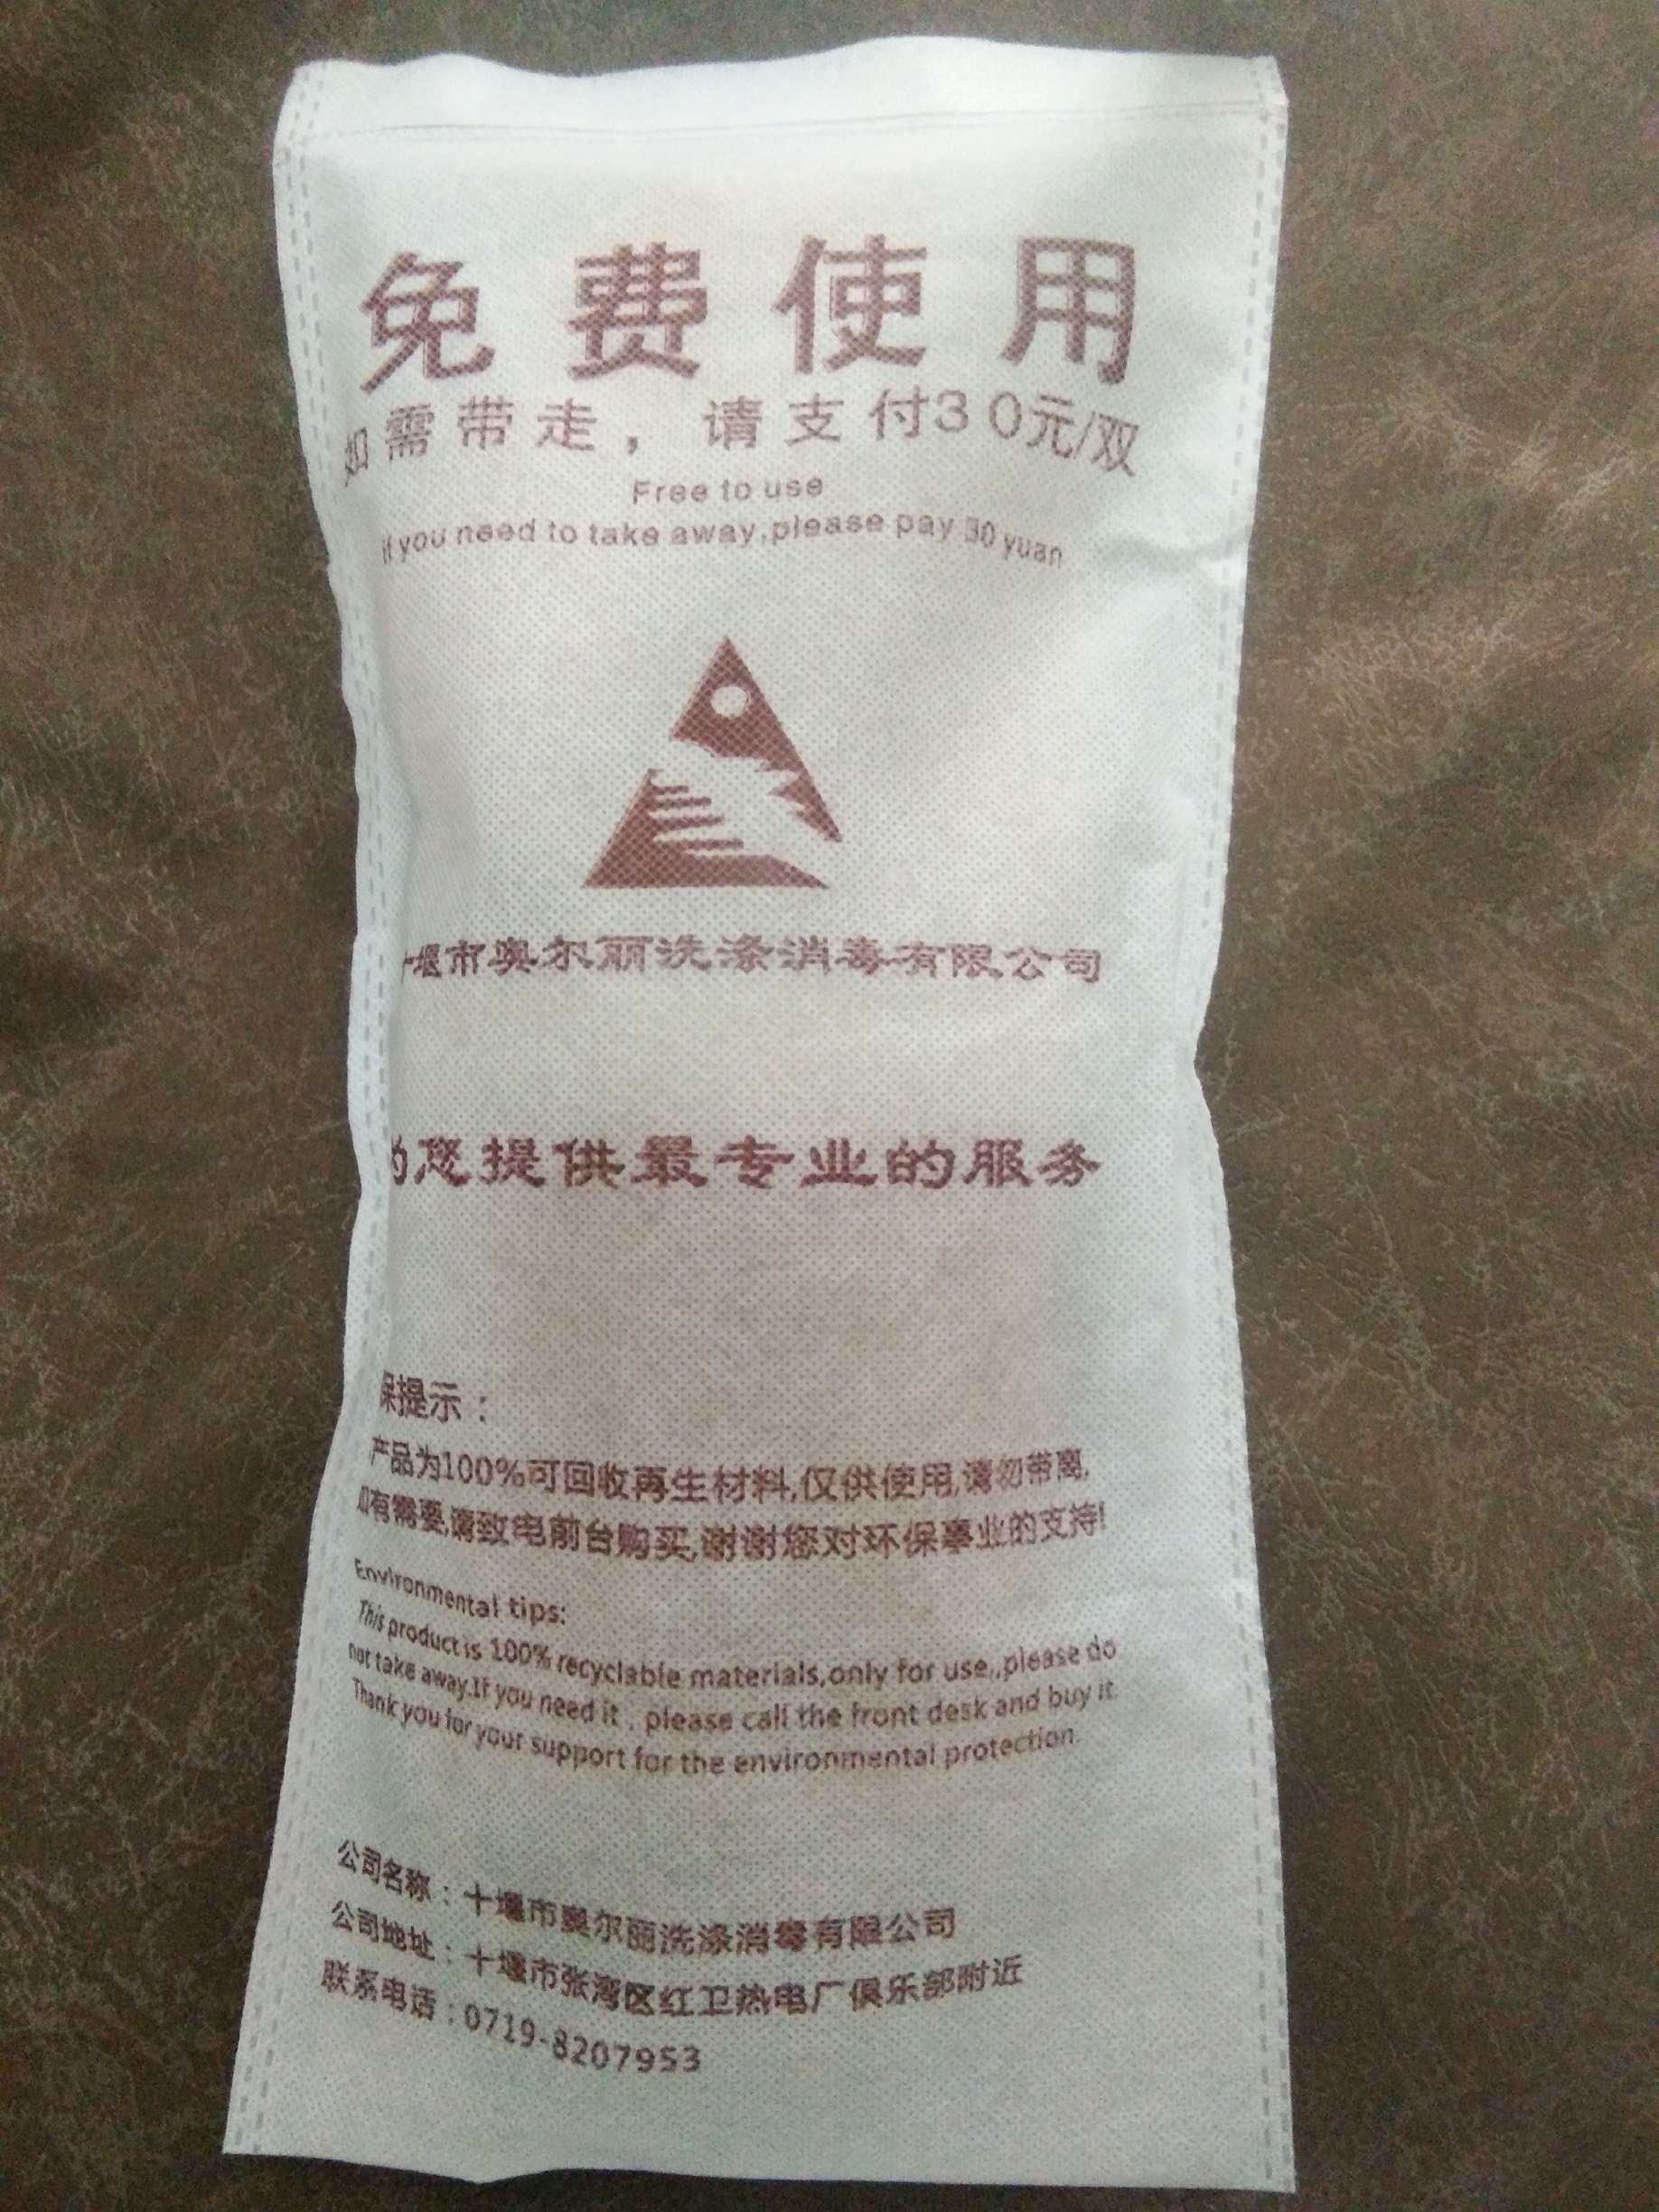 免费使用
如需带走，请支付30元/双
Free to use
if you need to take away,please pay 30 yuan
十堰市奥尔丽洗涤消毒有限公司
为您提供最专业的服务
保提示：
产品为100%可回收再生材料,仅供使用,请勿带离,
如有需要,请致电前台购买,谢谢您对环保事业的支持!
Environmental tips:
This product is 100% recyclable materials,only for use,,please do
not take away.If you need it , please call the front desk and buy it.
Thank you for your support for the environmental protection.
公司名称：十堰市奥尔丽洗涤消毒有限公司
公司地址：十堰市张湾区红卫热电厂俱乐部附近
联系电话：0719-8207953